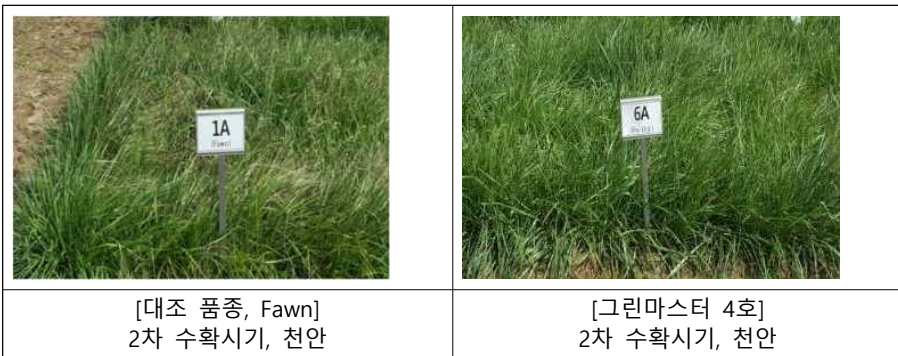 1A
(Fawn)
6A
[대조 품종, Fawn]
2차 수확시기, 천안
[그린마스터 4호]
2차 수확시기, 천안